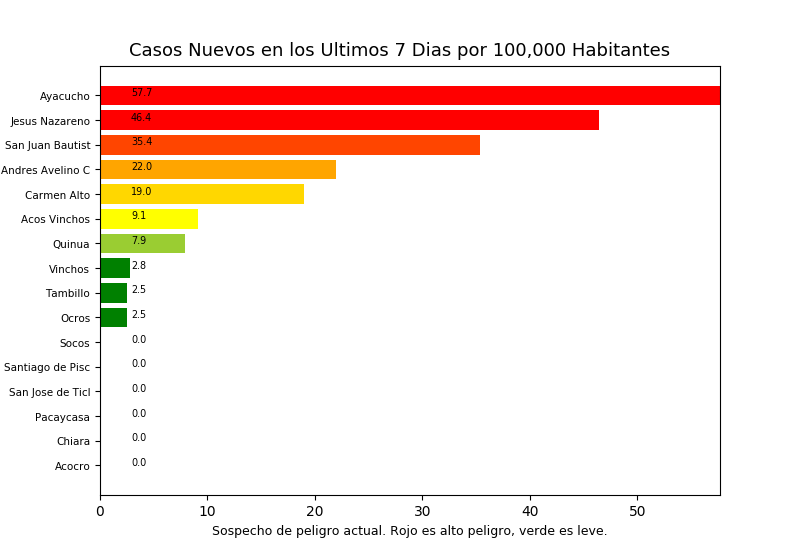 Casos Nuevos en los Ultimos 7 Dias por 100,000 Habitantes
Ayacucho 57.7
Jesus Nazareno 46.4
San Juan Bautist 35.4
Andres Avelino C 22.0
Carmen Alto 19.0
Acos Vinchos 9.1
Quinua 7.9
Vinchos 2.8
Tambillo 2.5
Ocros 2.5
Socos 0.0
Santiago de Pisc 0.0
San Jose de Ticl 0.0
Pacaycasa 0.0
Chiara 0.0
Acocro 0.0
0 10 20 30 40 50
Sospecho de peligro actual. Rojo es alto peligro, verde es leve.